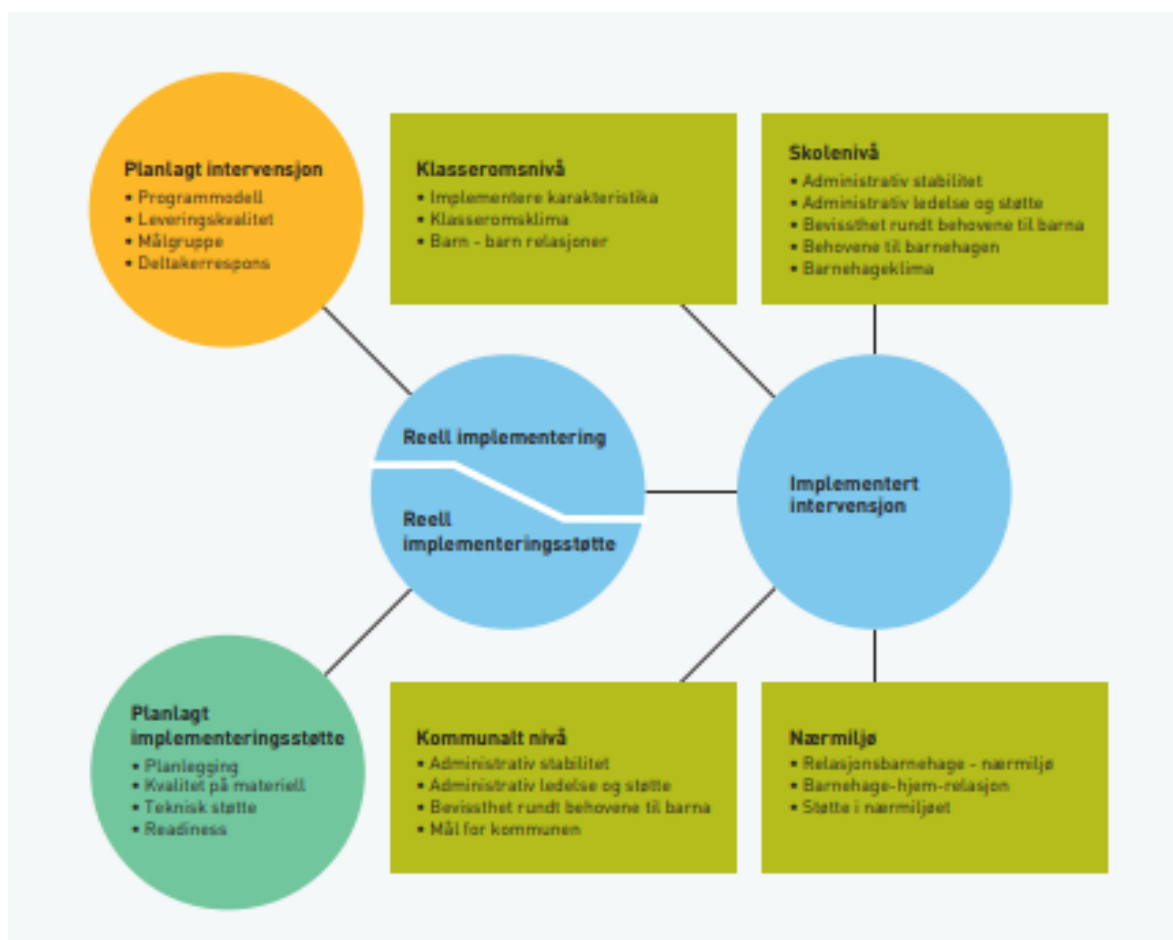 Planlagt intervensjon
• Programmodell
• Leveringskvalitet
• Målgruppe
• Deltakerrespons
Klasseromsnivå
• Implementere karakteristika
• Klasseromsklima
• Barn - barn relasjoner
Skolenivå
• Administrativ stabilitet
• Administrativ ledelse og støtte
• Bevissthet rundt behovene til barna
• Behovene til barnehagen
• Barnehageklima
Reell implementering
Reell
implementeringsstøtte
Implementert
intervensjon
Planlagt
implementeringsstøtte
• Planlegging
• Kvalitet på materiell
• Teknisk støtte
• Readiness
Kommunalt nivå
• Administrativ stabilitet
• Administrativ ledelse og støtte
• Bevissthet rundt behovene til barna
• Mål for kommunen
Nærmiljø
• Relasjonsbarnehage - nærmiljø
• Barnehage-hjem-relasjon
• Støtte i nærmiljøet